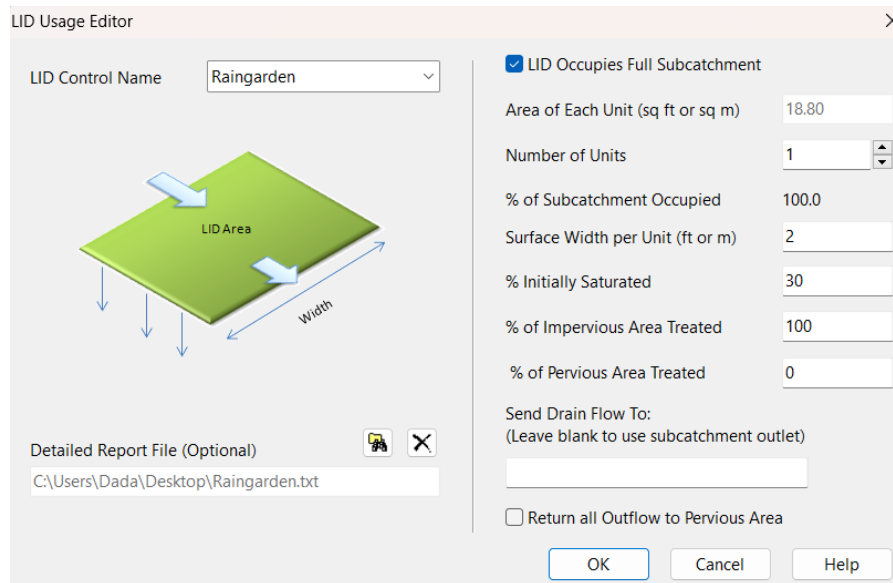 LID Usage Editor
LID Control Name
Raingarden
LID Area
Width
Detailed Report File (Optional)
C:\Users\Dada\Desktop\Raingarden.txt
LID Occupies Full Subcatchment
Area of Each Unit (sq ft or sq m)
18.80
Number of Units
1
% of Subcatchment Occupied
100.0
Surface Width per Unit (ft or m)
2
% Initially Saturated
30
% of Impervious Area Treated
100
% of Pervious Area Treated
0
Send Drain Flow To:
(Leave blank to use subcatchment outlet)
Return all Outflow to Pervious Area
OK
Cancel
Help